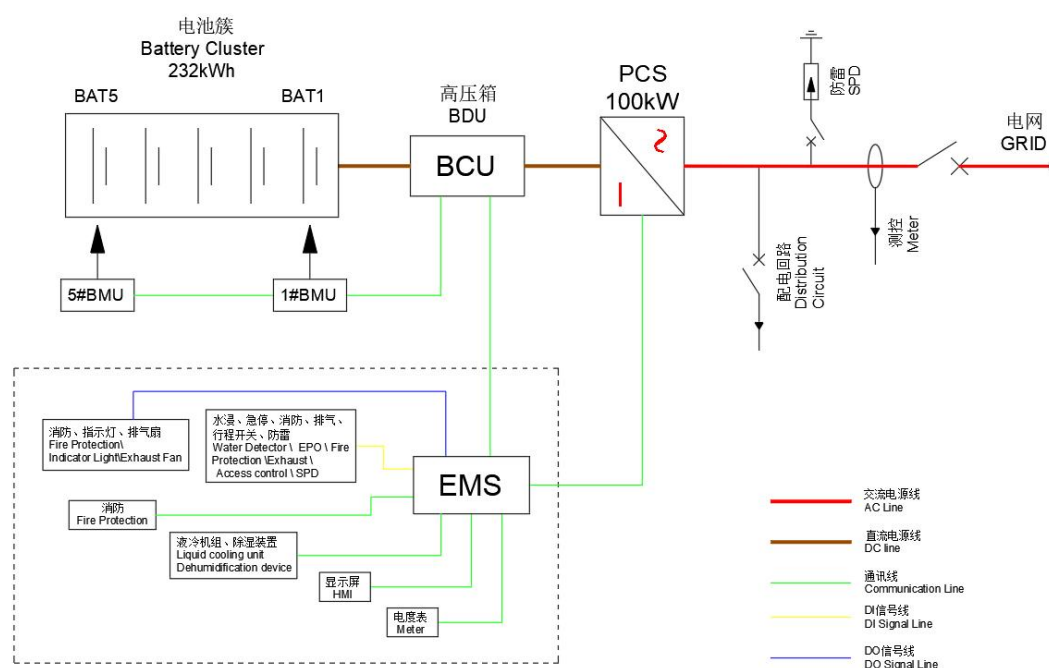 电池簇
Battery Cluster
232kWh
BAT5
BAT1
高压箱
BDU
BCU
PCS
100kW
防雷
SPD
电网
GRID
测控
Meter
配电回路
Distribution
Circuit
5#BMU
1#BMU
消防、指示灯、排气扇
Fire Protection\
Indicator Light\Exhaust Fan
水浸、急停、消防、排气、
行程开关、防雷
Water Detector \ EPO \ Fire
Protection \Exhaust \
Access control \ SPD
EMS
消防
Fire Protection
液冷机组、除湿装置
Liquid cooling unit
Dehumidification device
显示屏
HMI
电度表
Meter
交流电源线
AC Line
直流电源线
DC line
通讯线
Communication Line
DI信号线
DI Signal Line
DO信号线
DO Signal Line